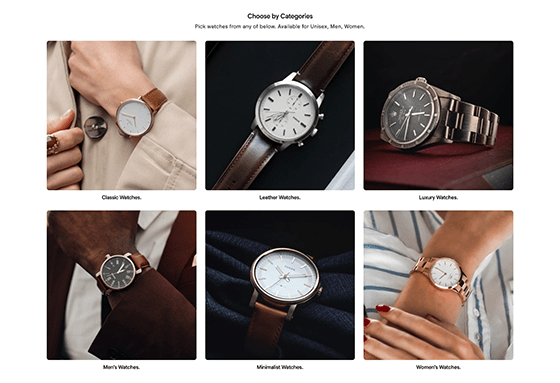 Choose by Categories
Pick watches from any of below. Available for Unisex, Men, Women.
Classic Watches.
Leather Watches.
Luxury Watches.
Men's Watches.
Minimalist Watches.
Women's Watches.